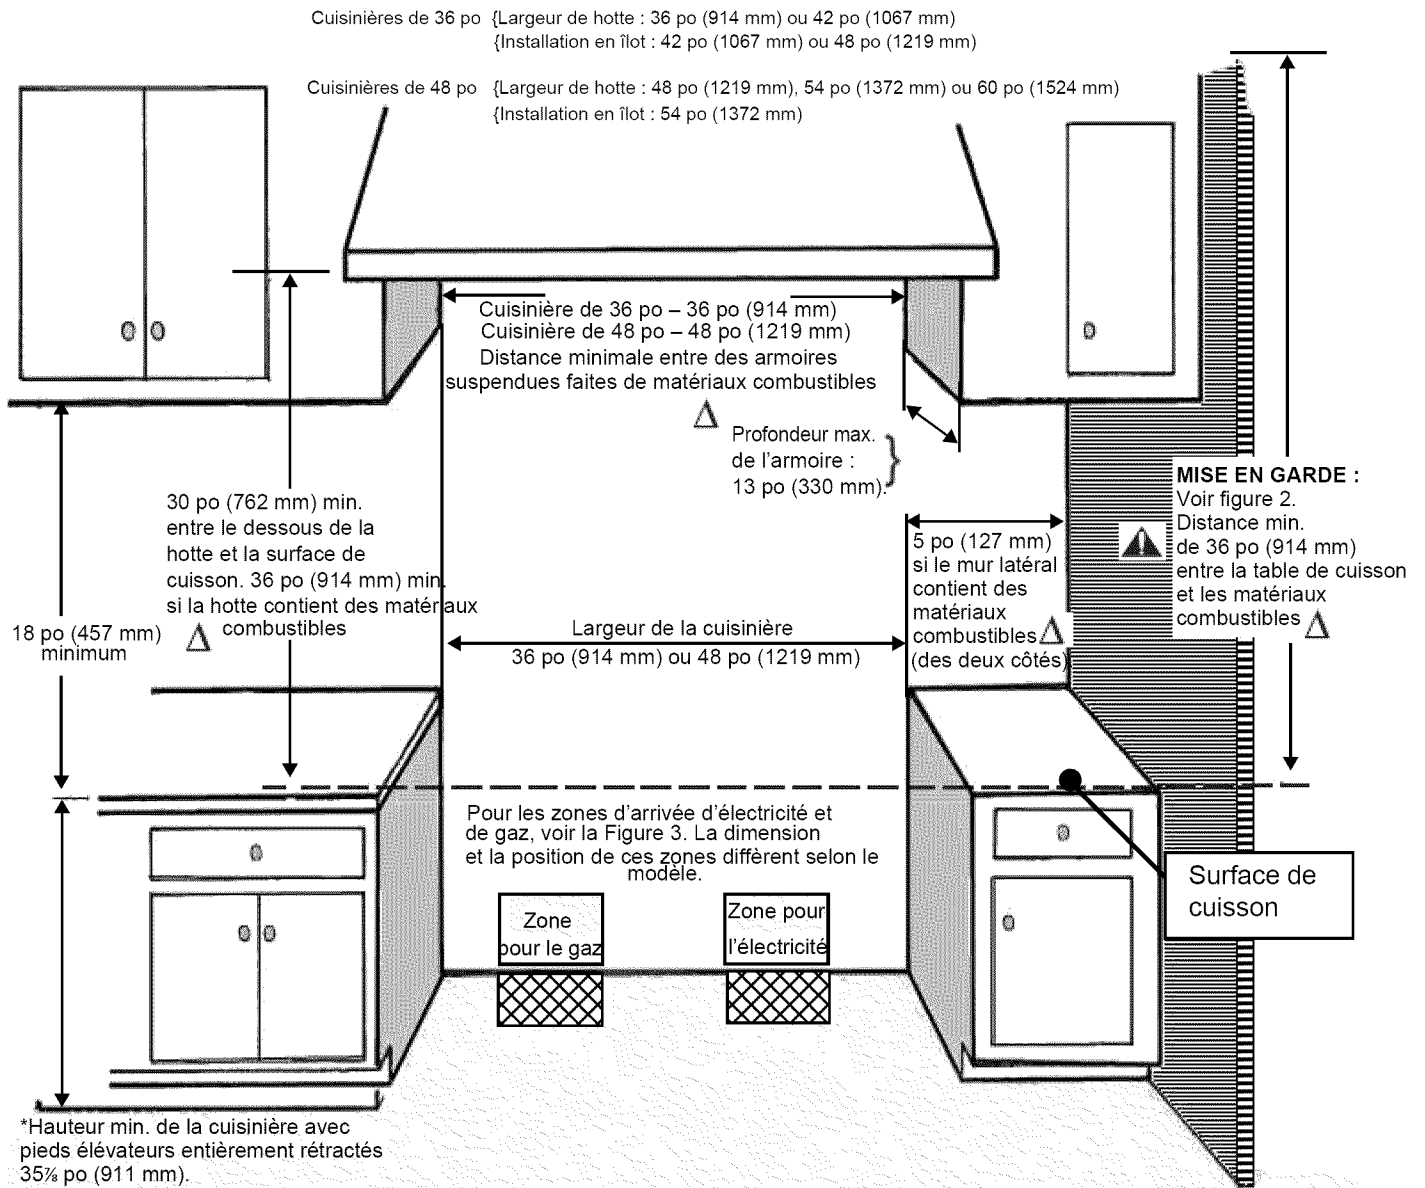 Cuisinières de 36 po {Largeur de hotte : 36 po (914 mm) ou 42 po (1067 mm)
{Installation en îlot : 42 po (1067 mm) ou 48 po (1219 mm)
Cuisinières de 48 po {Largeur de hotte : 48 po (1219 mm), 54 po (1372 mm) ou 60 po (1524 mm)
{Installation en îlot : 54 po (1372 mm)
Cuisinière de 36 po – 36 po (914 mm)
Cuisinière de 48 po – 48 po (1219 mm)
Distance minimale entre des armoires
suspendues faites de matériaux combustibles
Δ
Profondeur max.
de l'armoire :
13 po (330 mm).
30 po (762 mm) min.
entre le dessous de la
hotte et la surface de
cuisson. 36 po (914 mm) min.
si la hotte contient des matériaux
Δ combustibles
18 po (457 mm)
minimum
Largeur de la cuisinière
36 po (914 mm) ou 48 po (1219 mm)
5 po (127 mm)
si le mur latéral
contient des
matériaux
combustibles Δ
(des deux côtés)
MISE EN GARDE :
Voir figure 2.
Distance min.
de 36 po (914 mm)
entre la table de cuisson
et les matériaux
combustibles Δ
Pour les zones d'arrivée d'électricité et
de gaz, voir la Figure 3. La dimension
et la position de ces zones diffèrent selon le
modèle.
Zone
pour le gaz
Zone pour
l'électricité
Surface de
cuisson
*Hauteur min. de la cuisinière avec
pieds élévateurs entièrement rétractés
35⅞ po (911 mm).